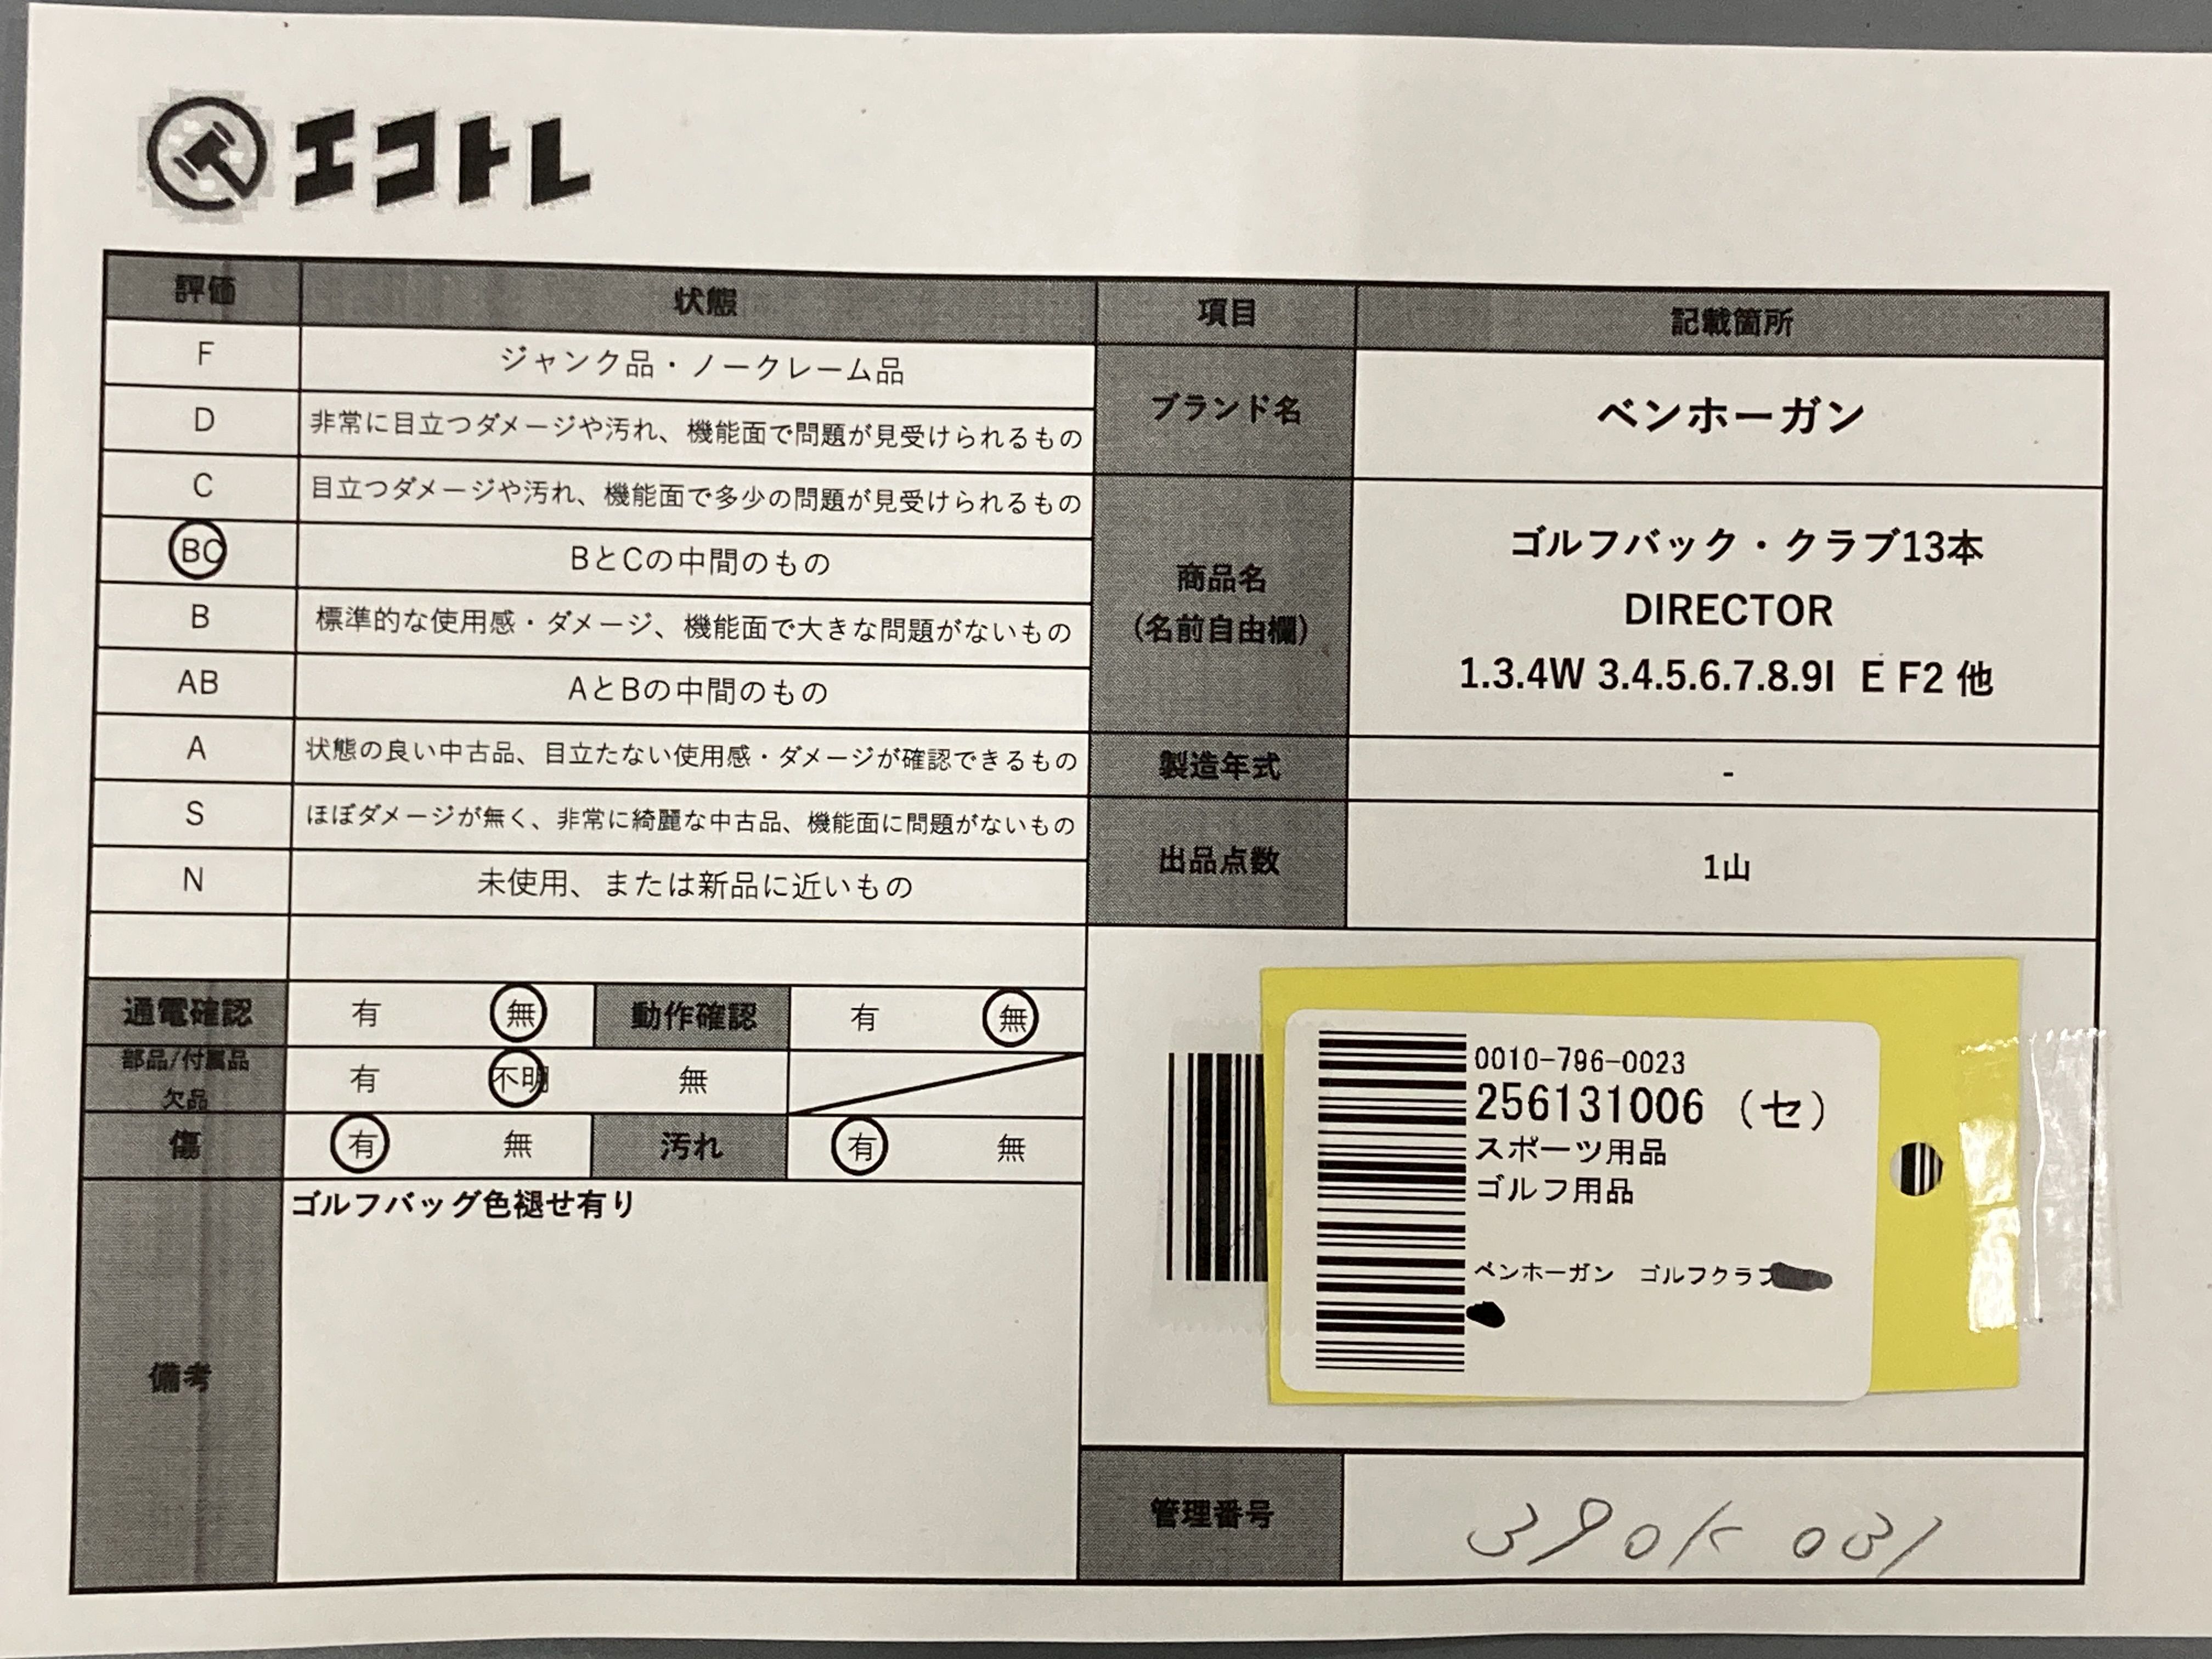 エコトレ
評価 状態
F ジャンク品・ノークレーム品
D 非常に目立つダメージや汚れ、機能面で問題が見受けられるもの
C 目立つダメージや汚れ、機能面で多少の問題が見受けられるもの
BC BとCの中間のもの
B 標準的な使用感・ダメージ、機能面で大きな問題がないもの
AB AとBの中間のもの
A 状態の良い中古品、目立たない使用感・ダメージが確認できるもの
S ほぼダメージが無く、非常に綺麗な中古品、機能面に問題がないもの
N 未使用、または新品に近いもの
通電確認 有 無 動作確認 有 無
部品/付属品
欠品
有 不明 無
傷 有 無 汚れ 有 無
備考
ゴルフバッグ色褪せ有り
項目 記載箇所
ブランド名 ベンホーガン
商品名
(名前自由欄)
ゴルフバック・クラブ13本
DIRECTOR
1.3.4W 3.4.5.6.7.8.9I E F2 他
製造年式 -
出品点数 1山
0010-796-0023
256131006 (セ)
スポーツ用品
ゴルフ用品
ベンホーガン ゴルフクラブ
管理番号 390K 031